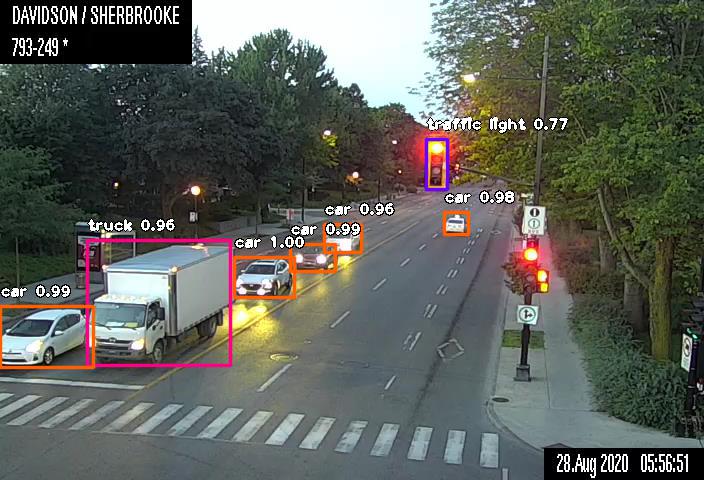 DAVIDSON / SHERBROOKE
793-249 *
traffic light 0.77
car 0.98
car 0.96
truck 0.96
car 0.99
car 1.00
car 0.99
28.Aug 2020 05:56:51